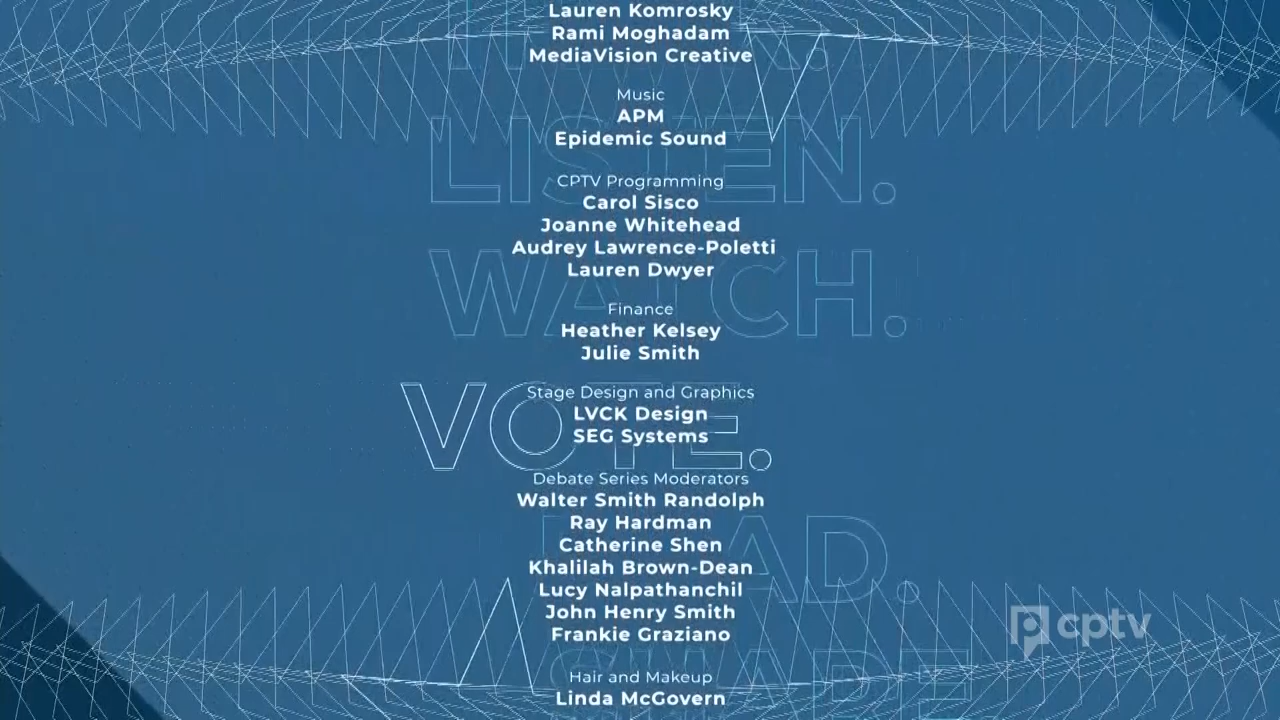 Lauren Komrosky
Rami Moghadam
MediaVision Creative
Music
APM
Epidemic Sound
LISTEN.
CPTV Programming
Carol Sisco
Joanne Whitehead
Audrey Lawrence-Poletti
Lauren Dwyer
WATCH.
Finance
Heather Kelsey
Julie Smith
VOTE.
Stage Design and Graphics
LVCK Design
SEG Systems
Debate Series Moderators
Walter Smith Randolph
Ray Hardman
Catherine Shen
Khalilah Brown-Dean
Lucy Nalpathanchil
John Henry Smith
Frankie Graziano
cptv
Hair and Makeup
Linda McGovern